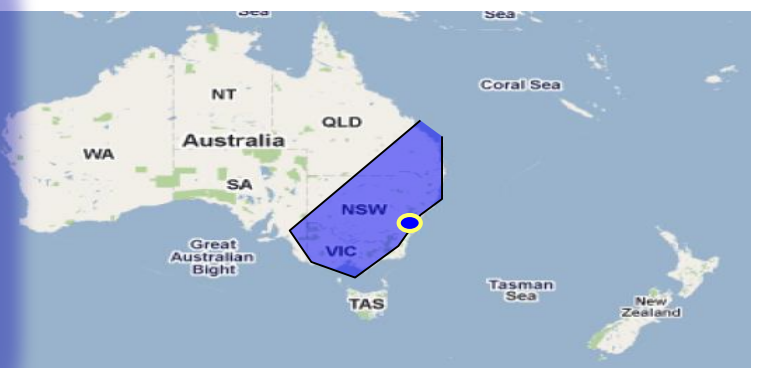 Sea
Sea
Coral Sea
NT
QLD
Australia
WA
SA
NSW
Great
Australian
Bight
VIC
Tasman
Sea
TAS
New
Zealand